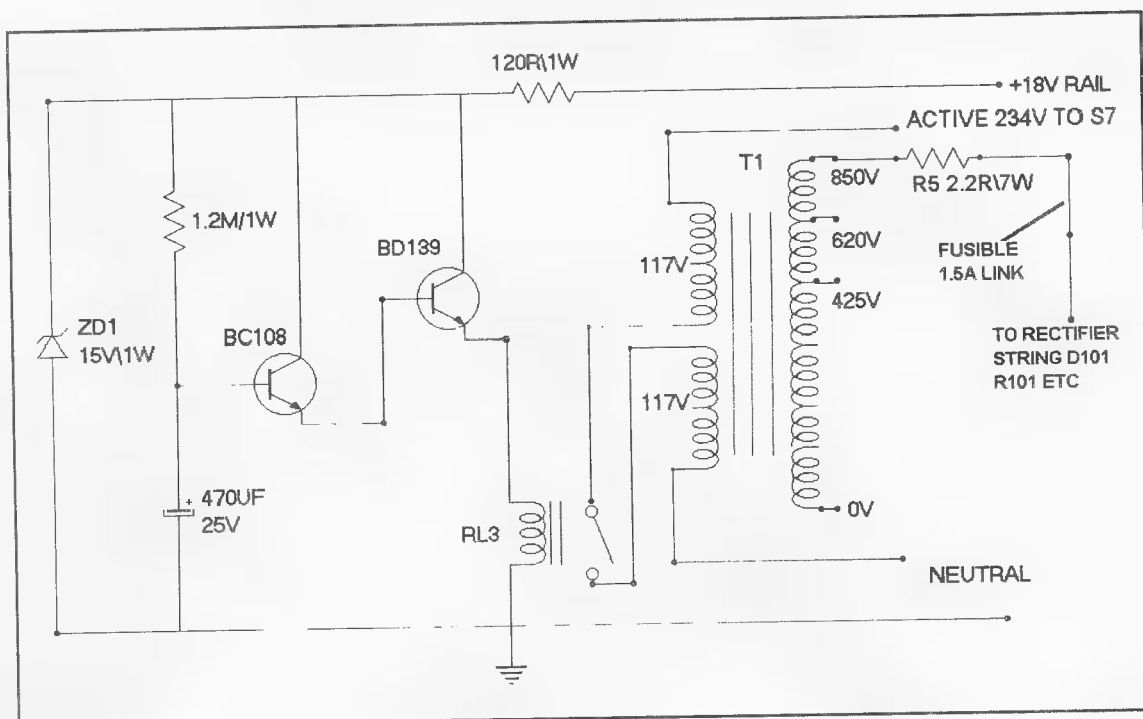 120R\1W
+18V RAIL
ACTIVE 234V TO S7
T1
850V
R5 2.2R\7W
1.2M/1W
620V
BD139
117V
FUSIBLE
1.5A LINK
425V
ZD1
15V\1W
BC108
TO RECTIFIER
STRING D101
R101 ETC
117V
+
470UF
25V
0V
RL3
NEUTRAL